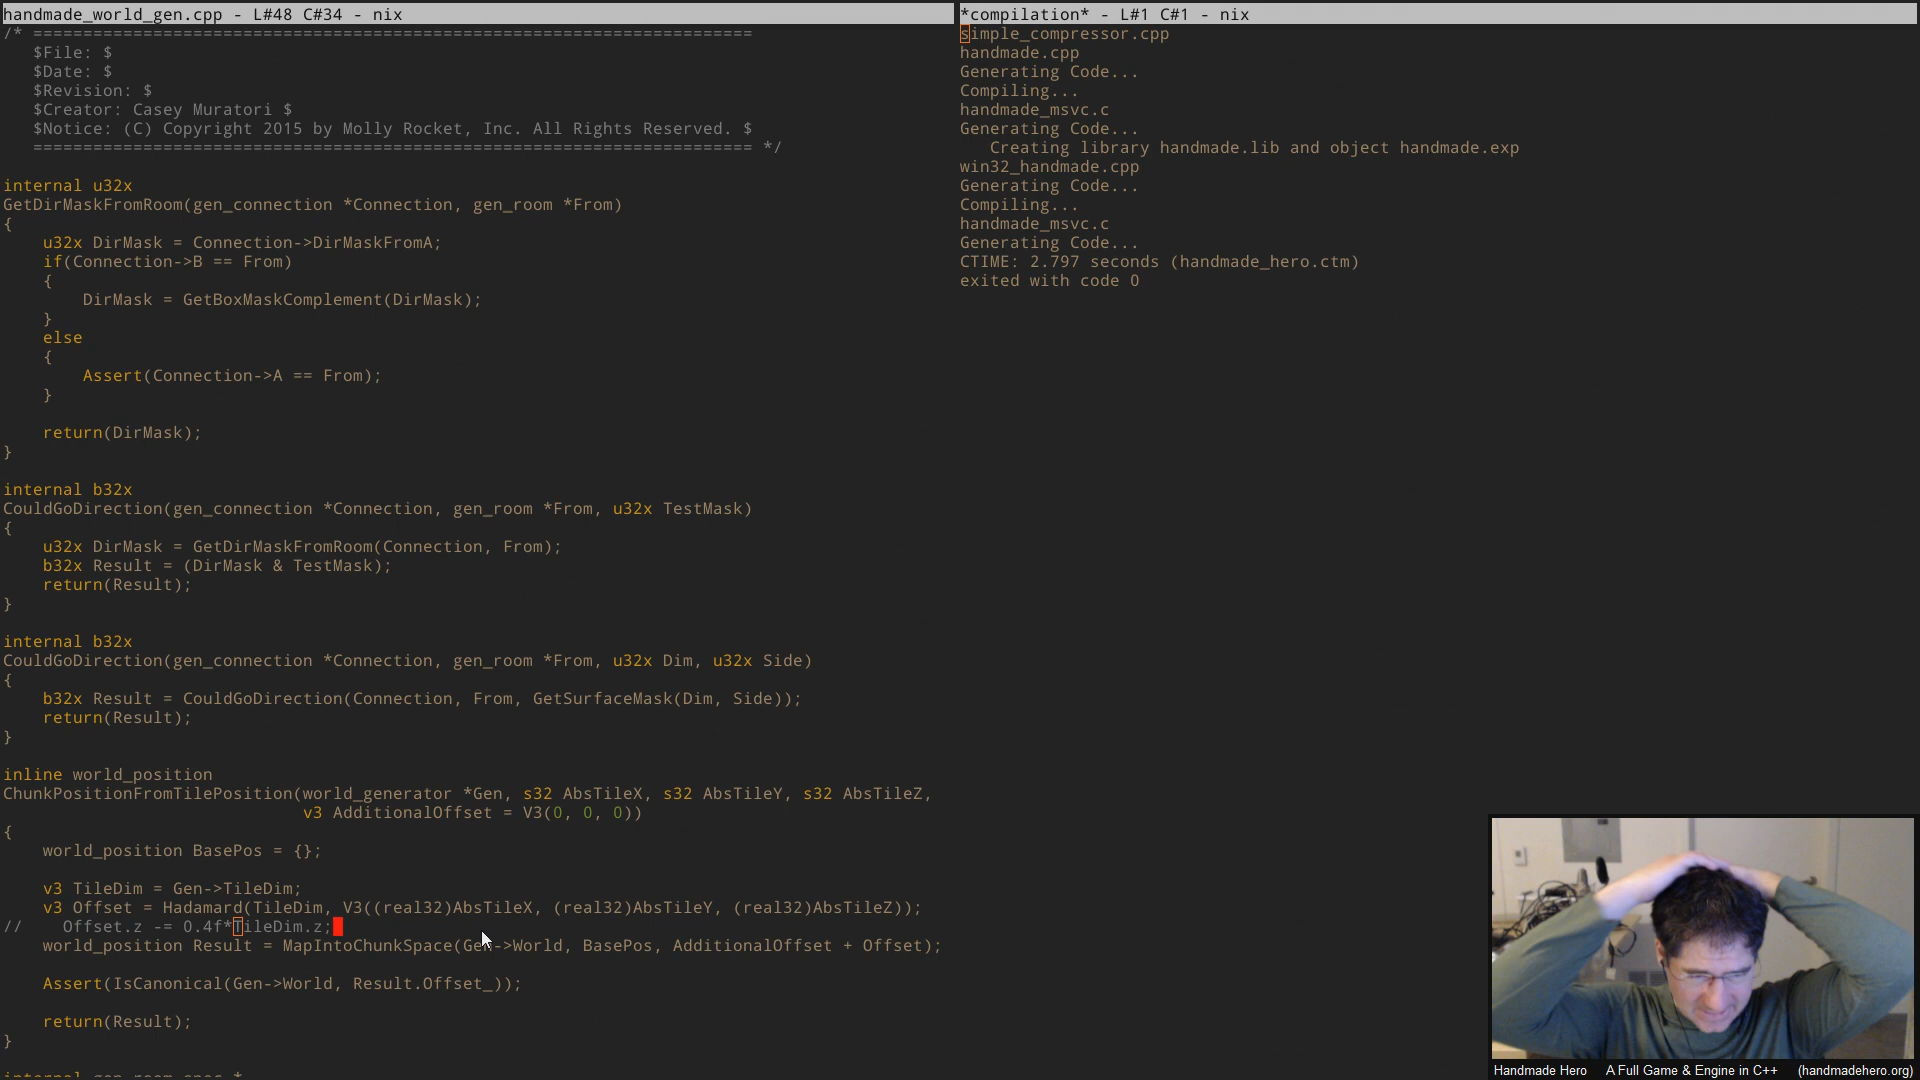 handmade_world_gen.cpp - L#48 C#34 - nix
/* ========================================================================
$File: $
$Date: $
$Revision: $
$Creator: Casey Muratori $
$Notice: (C) Copyright 2015 by Molly Rocket, Inc. All Rights Reserved. $
======================================================================== */
internal u32x
GetDirMaskFromRoom(gen_connection *Connection, gen_room *From)
{
u32x DirMask = Connection->DirMaskFromA;
if(Connection->B == From)
{
DirMask = GetBoxMaskComplement(DirMask);
}
else
{
Assert(Connection->A == From);
}
return(DirMask);
}
internal b32x
CouldGoDirection(gen_connection *Connection, gen_room *From, u32x TestMask)
{
u32x DirMask = GetDirMaskFromRoom(Connection, From);
b32x Result = (DirMask & TestMask);
return(Result);
}
internal b32x
CouldGoDirection(gen_connection *Connection, gen_room *From, u32x Dim, u32x Side)
{
b32x Result = CouldGoDirection(Connection, From, GetSurfaceMask(Dim, Side));
return(Result);
}
inline world_position
ChunkPositionFromTilePosition(world_generator *Gen, s32 AbsTileX, s32 AbsTileY, s32 AbsTileZ,
v3 AdditionalOffset = V3(0, 0, 0))
{
world_position BasePos = {};
v3 TileDim = Gen->TileDim;
v3 Offset = Hadamard(TileDim, V3((real32)AbsTileX, (real32)AbsTileY, (real32)AbsTileZ));
// Offset.z -= 0.4f*TileDim.z;
world_position Result = MapIntoChunkSpace(Gen->World, BasePos, AdditionalOffset + Offset);
Assert(IsCanonical(Gen->World, Result.Offset_));
return(Result);
}
internal gen_room_spec *
*compilation* - L#1 C#1 - nix
simple_compressor.cpp
handmade.cpp
Generating Code...
Compiling...
handmade_msvc.c
Generating Code...
Creating library handmade.lib and object handmade.exp
win32_handmade.cpp
Generating Code...
Compiling...
handmade_msvc.c
Generating Code...
CTIME: 2.797 seconds (handmade_hero.ctm)
exited with code 0
Handmade Hero A Full Game & Engine in C++ (handmadehero.org)